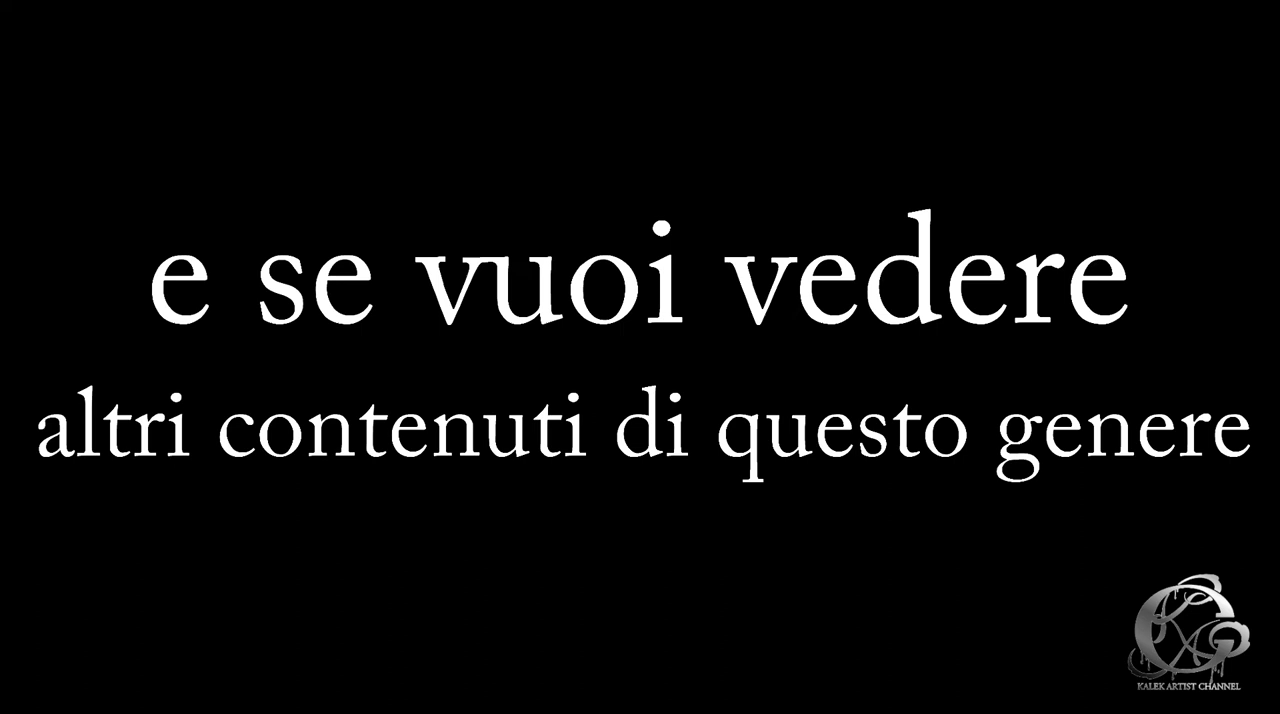 e se vuoi vedere
altri contenuti di questo genere
KALEK ARTIST CHANNEL